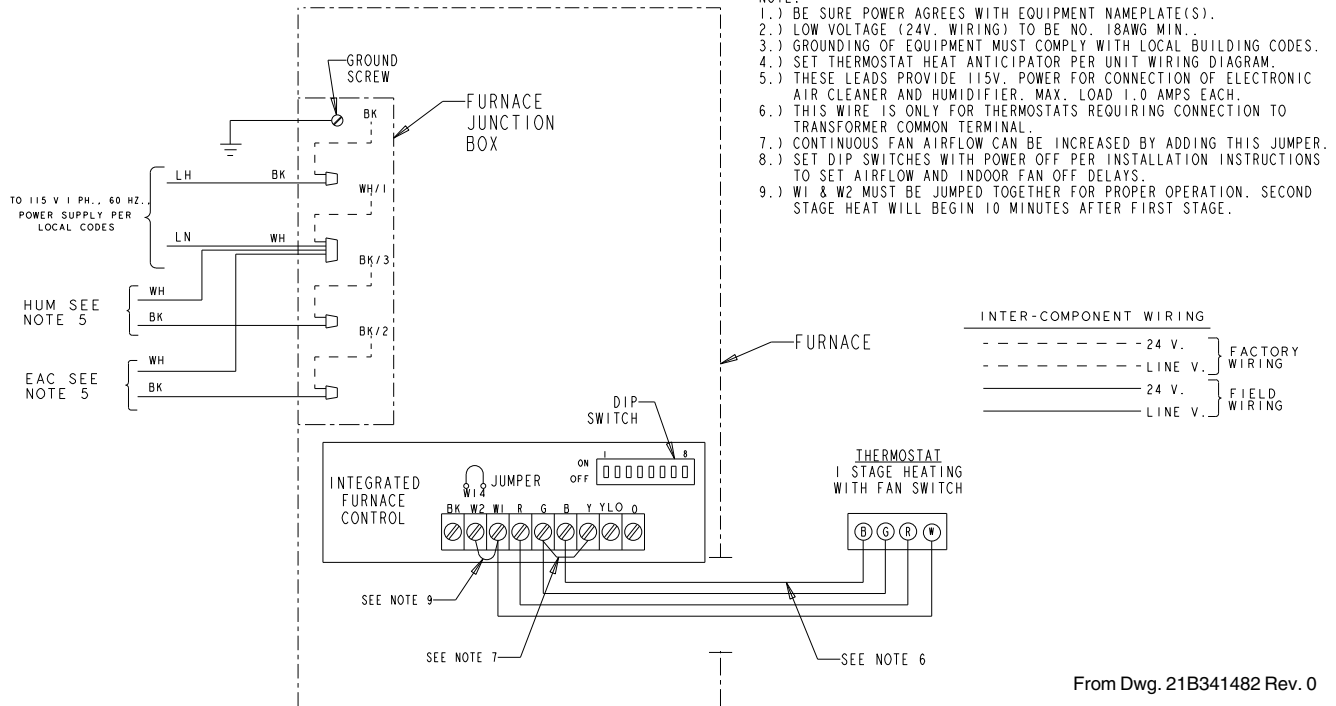 NOTE:
1.) BE SURE POWER AGREES WITH EQUIPMENT NAMEPLATE(S).
2.) LOW VOLTAGE (24V. WIRING) TO BE NO. 18AWG MIN..
3.) GROUNDING OF EQUIPMENT MUST COMPLY WITH LOCAL BUILDING CODES.
4.) SET THERMOSTAT HEAT ANTICIPATOR PER UNIT WIRING DIAGRAM.
5.) THESE LEADS PROVIDE 115V. POWER FOR CONNECTION OF ELECTRONIC
AIR CLEANER AND HUMIDIFIER. MAX. LOAD 1.0 AMPS EACH.
6.) THIS WIRE IS ONLY FOR THERMOSTATS REQUIRING CONNECTION TO
TRANSFORMER COMMON TERMINAL.
7.) CONTINUOUS FAN AIRFLOW CAN BE INCREASED BY ADDING THIS JUMPER.
8.) SET DIP SWITCHES WITH POWER OFF PER INSTALLATION INSTRUCTIONS
TO SET AIRFLOW AND INDOOR FAN OFF DELAYS.
9.) W1 & W2 MUST BE JUMPED TOGETHER FOR PROPER OPERATION. SECOND
STAGE HEAT WILL BEGIN 10 MINUTES AFTER FIRST STAGE.
GROUND
SCREW
BK
FURNACE
JUNCTION
BOX
LH BK
WH/1
TO 115 V 1 PH., 60 HZ.,
POWER SUPPLY PER
LOCAL CODES
LN WH
BK/3
HUM SEE
NOTE 5
WH
BK
BK/2
EAC SEE
NOTE 5
WH
BK
FURNACE
INTER-COMPONENT WIRING
24 V.
LINE V.
FACTORY
WIRING
24 V.
LINE V.
FIELD
WIRING
DIP
SWITCH
INTEGRATED
FURNACE
CONTROL
W14
JUMPER
ON
OFF
1 8
BK W2 W1 R G B Y YLO O
THERMOSTAT
1 STAGE HEATING
WITH FAN SWITCH
B G R W
SEE NOTE 9
SEE NOTE 7
SEE NOTE 6
From Dwg. 21B341482 Rev. 0